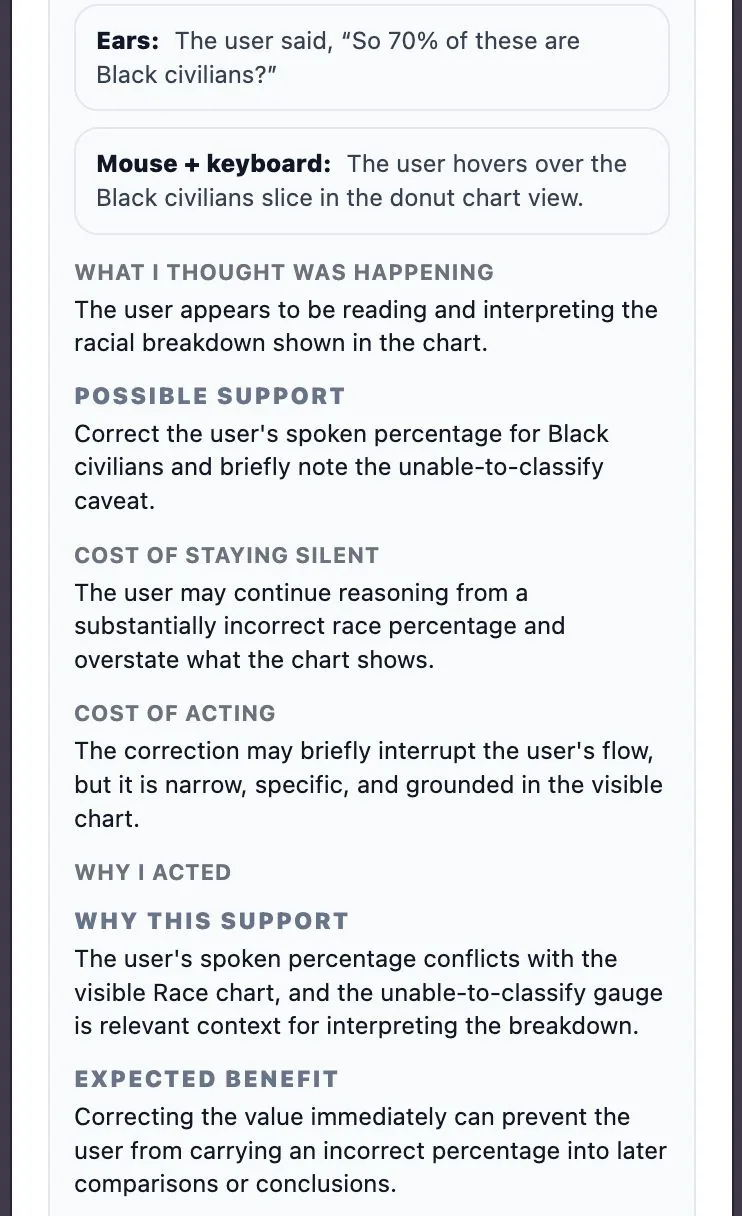 Ears: The user said, “So 70% of these are
Black civilians?”
Mouse + keyboard: The user hovers over the
Black civilians slice in the donut chart view.
WHAT I THOUGHT WAS HAPPENING
The user appears to be reading and interpreting the
racial breakdown shown in the chart.
POSSIBLE SUPPORT
Correct the user's spoken percentage for Black
civilians and briefly note the unable-to-classify
caveat.
COST OF STAYING SILENT
The user may continue reasoning from a
substantially incorrect race percentage and
overstate what the chart shows.
COST OF ACTING
The correction may briefly interrupt the user's flow,
but it is narrow, specific, and grounded in the visible
chart.
WHY I ACTED
WHY THIS SUPPORT
The user's spoken percentage conflicts with the
visible Race chart, and the unable-to-classify gauge
is relevant context for interpreting the breakdown.
EXPECTED BENEFIT
Correcting the value immediately can prevent the
user from carrying an incorrect percentage into later
comparisons or conclusions.